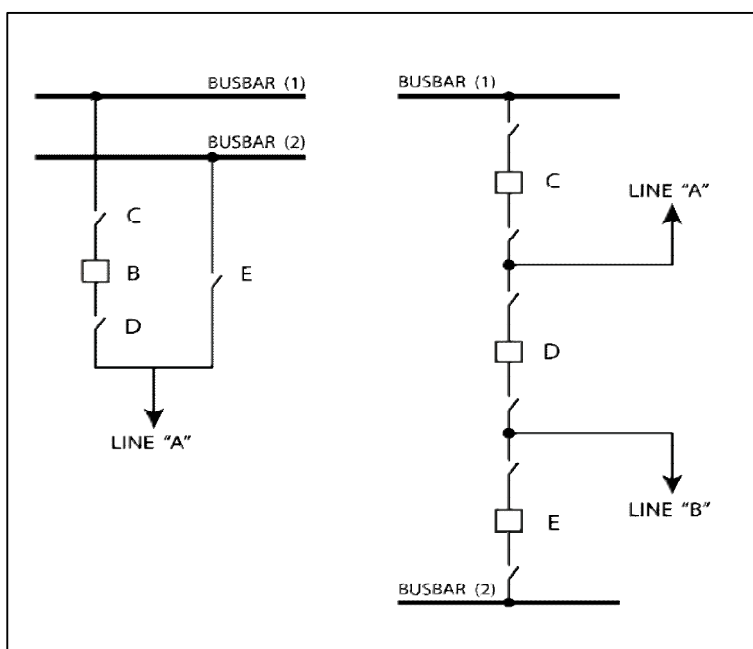 BUSBAR (1)
BUSBAR (2)
C
B
E
D
LINE "A"
BUSBAR (1)
C
LINE "A"
D
LINE "B"
E
BUSBAR (2)